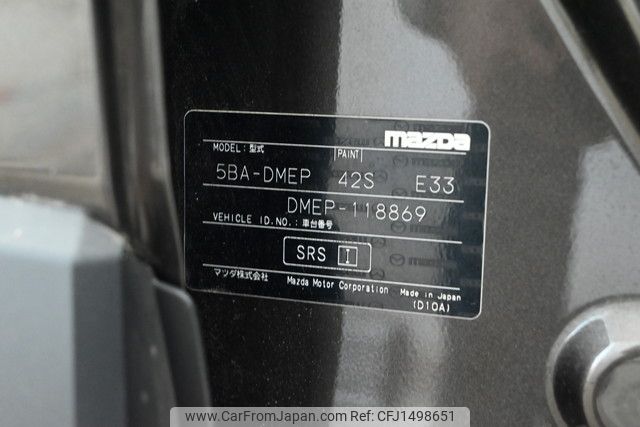 mazda
MODEL: 型式 PAINT
5BA-DMEP 42S E33
DMEP-118869
VEHICLE ID.NO.: 車台番号
SRS I
マツダ株式会社 Mazda Motor Corporation Made in Japan
(D10A)
www.CarFromJapan.com Ref:CFJ1498651